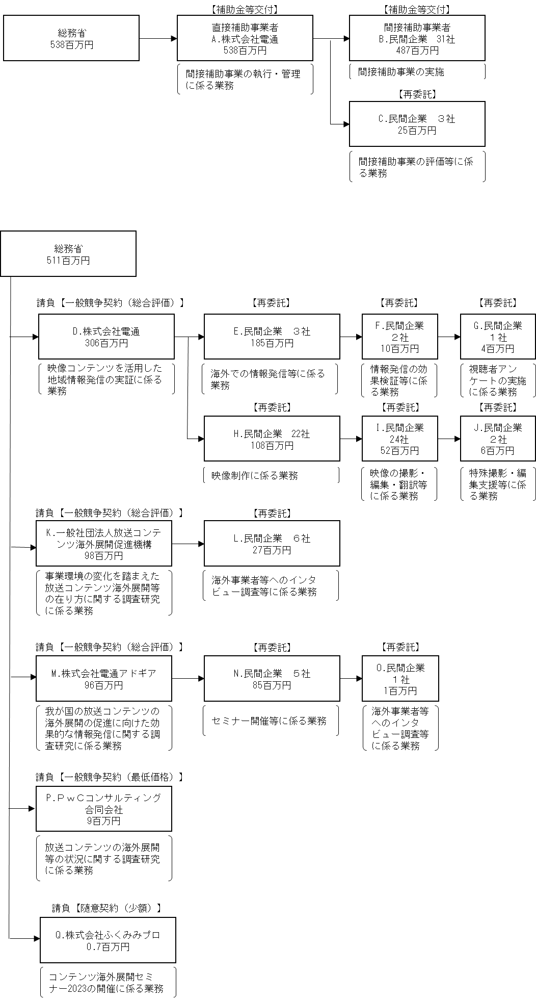 【補助金等交付】
【補助金等交付】
総務省
538百万円
直接補助事業者
A.株式会社電通
538百万円
間接補助事業者
B.民間企業　31社
487百万円
間接補助事業の執行・管理
に係る業務
間接補助事業の実施
【再委託】
C.民間企業　３社
25百万円
間接補助事業の評価等に係
る業務
総務省
511百万円
請負【一般競争契約（総合評価）】
【再委託】
【再委託】
【再委託】
D.株式会社電通
306百万円
E.民間企業　３社
185百万円
F.民間企業
２社
10百万円
G.民間企業
１社
4百万円
映像コンテンツを活用した
地域情報発信の実証に係る
業務
海外での情報発信等に係る
業務
情報発信の効
果検証等に係
る業務
視聴者アン
ケートの実施
に係る業務
【再委託】
【再委託】
【再委託】
H.民間企業　22社
108百万円
I.民間企業
24社
52百万円
J.民間企業
２社
6百万円
映像制作に係る業務
映像の撮影・
編集・翻訳等
に係る業務
特殊撮影・編
集支援等に係
る業務
請負【一般競争契約（総合評価）】
【再委託】
K.一般社団法人放送コンテ
ンツ海外展開促進機構
98百万円
L.民間企業　６社
27百万円
事業環境の変化を踏まえた
放送コンテンツ海外展開等
の在り方に関する調査研究
に係る業務
海外事業者等へのインタ
ビュー調査等に係る業務
請負【一般競争契約（総合評価）】
【再委託】
【再委託】
M.株式会社電通アドギア
96百万円
N.民間企業　５社
85百万円
O.民間企業
１社
1百万円
我が国の放送コンテンツの
海外展開の促進に向けた効
果的な情報発信に関する調
査研究に係る業務
セミナー開催等に係る業務
海外事業者等
へのインタ
ビュー調査等
に係る業務
請負【一般競争契約（最低価格）】
P.ＰｗＣコンサルティング
合同会社
9百万円
放送コンテンツの海外展開
等の状況に関する調査研究
に係る業務
請負【随意契約（少額）】
Q.株式会社ふくみみプロ
0.7百万円
コンテンツ海外展開セミ
ナー2023の開催に係る業務